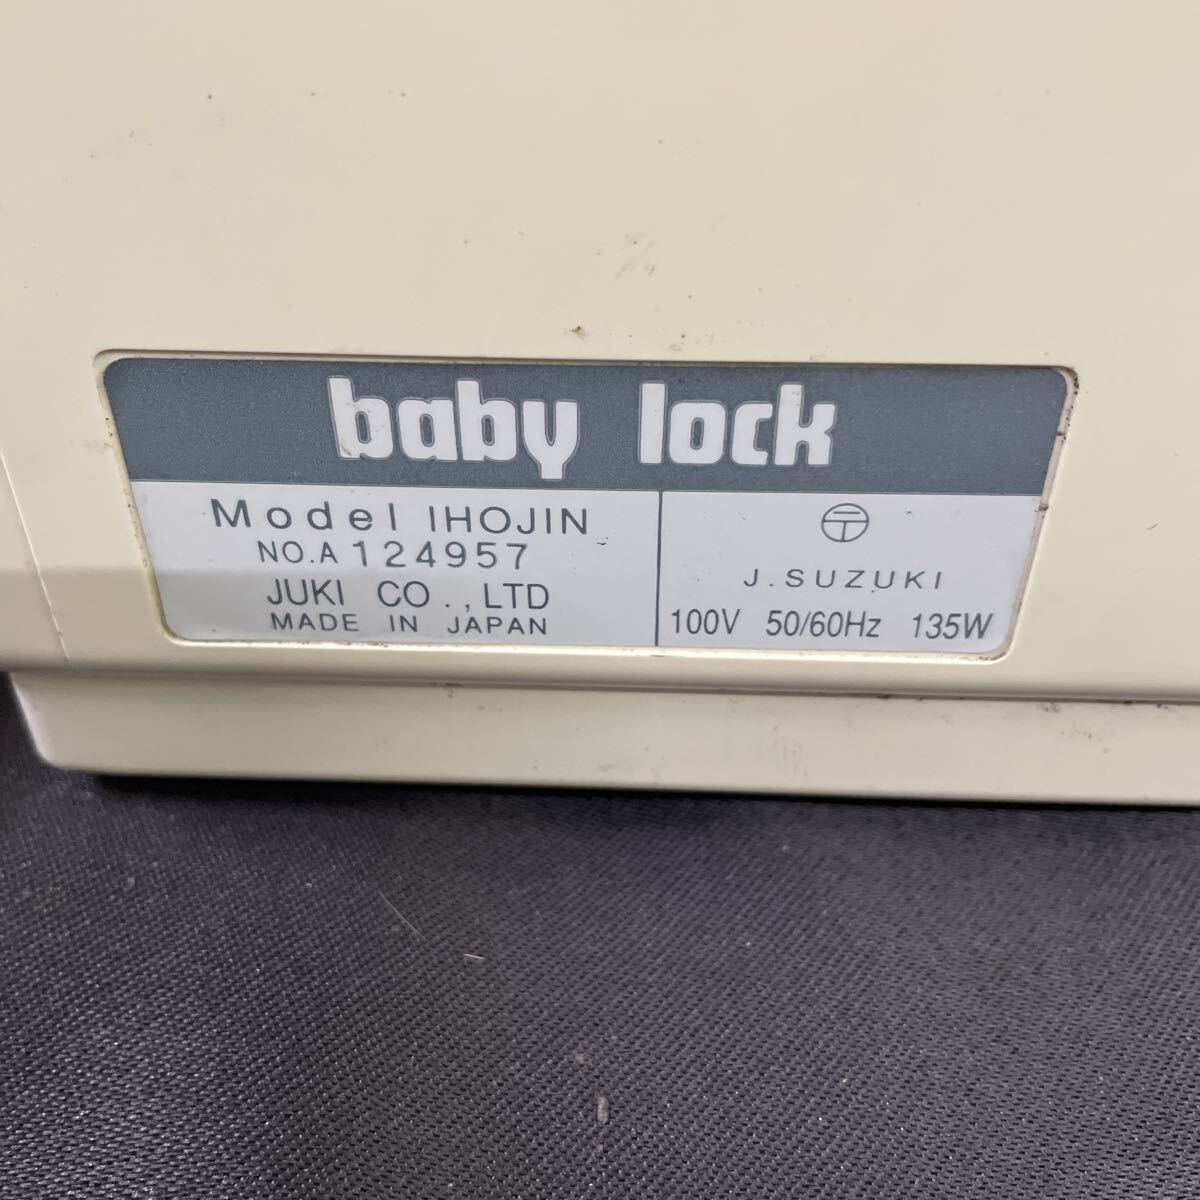 baby lock
Model IHOJIN
NO.A 124957
JUKI CO.,LTD
MADE IN JAPAN
〶
J.SUZUKI
100V 50/60Hz 135W